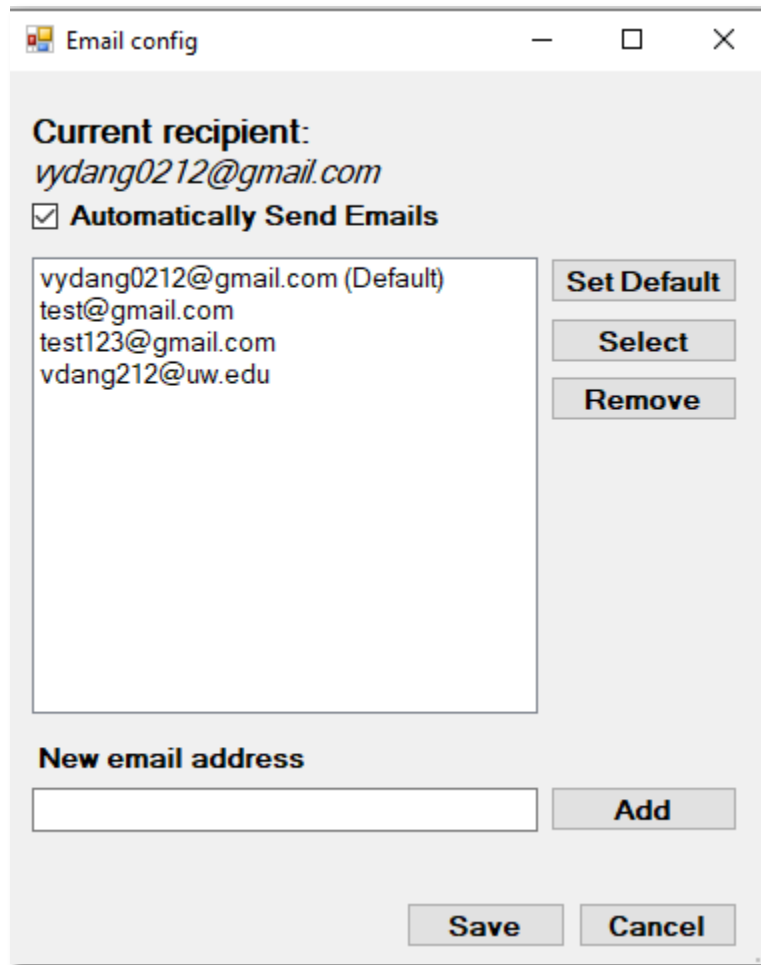 Email config
Current recipient:
vydang0212@gmail.com
Automatically Send Emails
vydang0212@gmail.com (Default)
test@gmail.com
test123@gmail.com
vdang212@uw.edu
Set Default
Select
Remove
New email address
Add
Save
Cancel